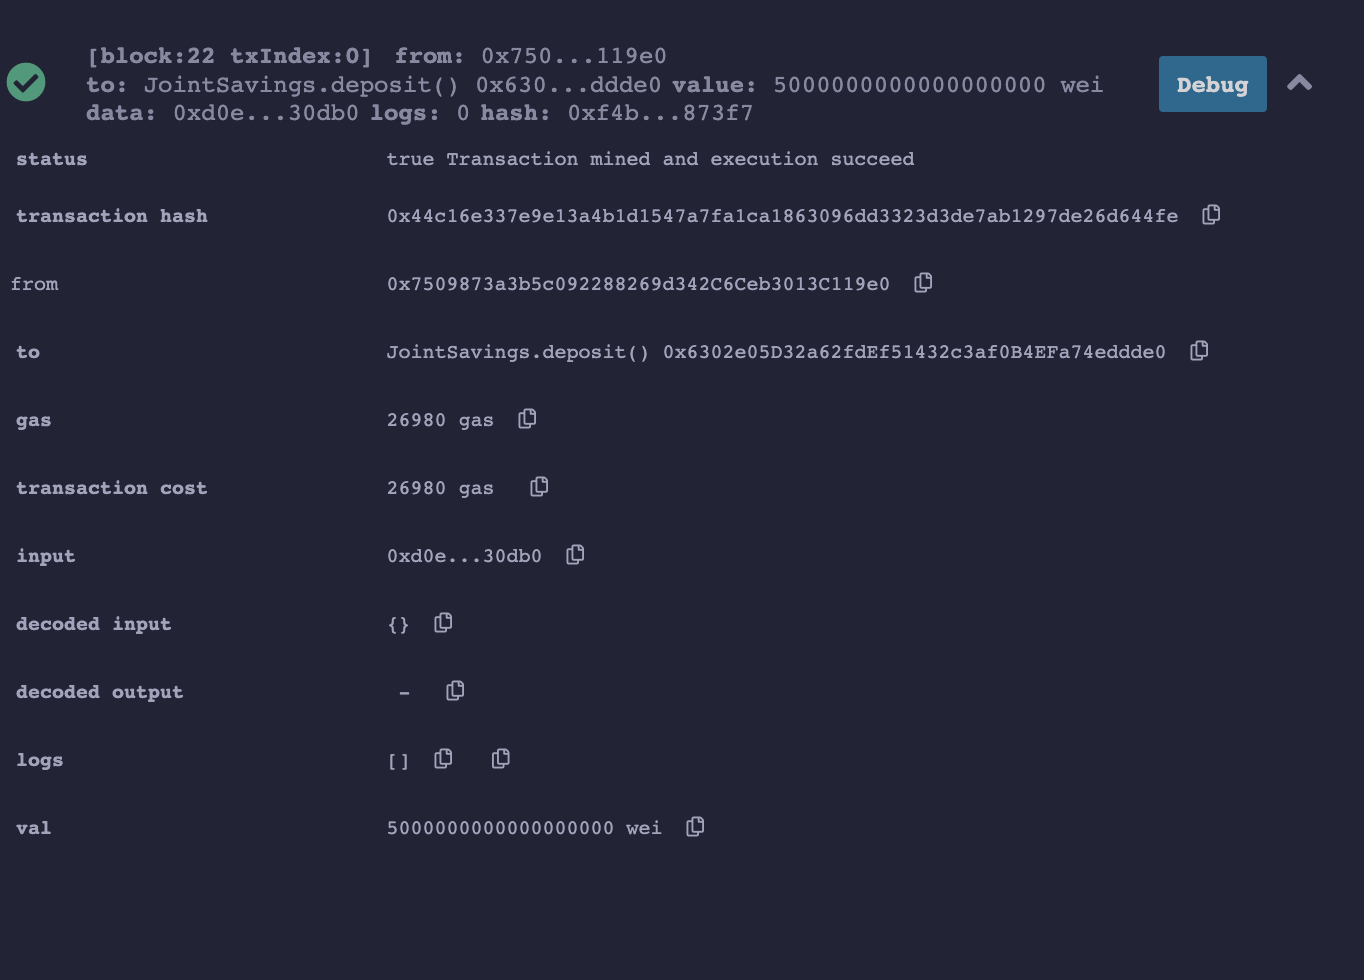 [block:22 txIndex:0] from: 0x750...119e0
to: JointSavings.deposit() 0x630...ddde0 value: 5000000000000000000 wei
data: 0xd0e...30db0 logs: 0 hash: 0xf4b...873f7
Debug
status true Transaction mined and execution succeed
transaction hash 0x44c16e337e9e13a4b1d1547a7fa1ca1863096dd3323d3de7ab1297de26d644fe
from 0x7509873a3b5c092288269d342C6Ceb3013C119e0
to JointSavings.deposit() 0x6302e05D32a62fdEf51432c3af0B4EFa74eddde0
gas 26980 gas
transaction cost 26980 gas
input 0xd0e...30db0
decoded input {}
decoded output -
logs []
val 5000000000000000000 wei